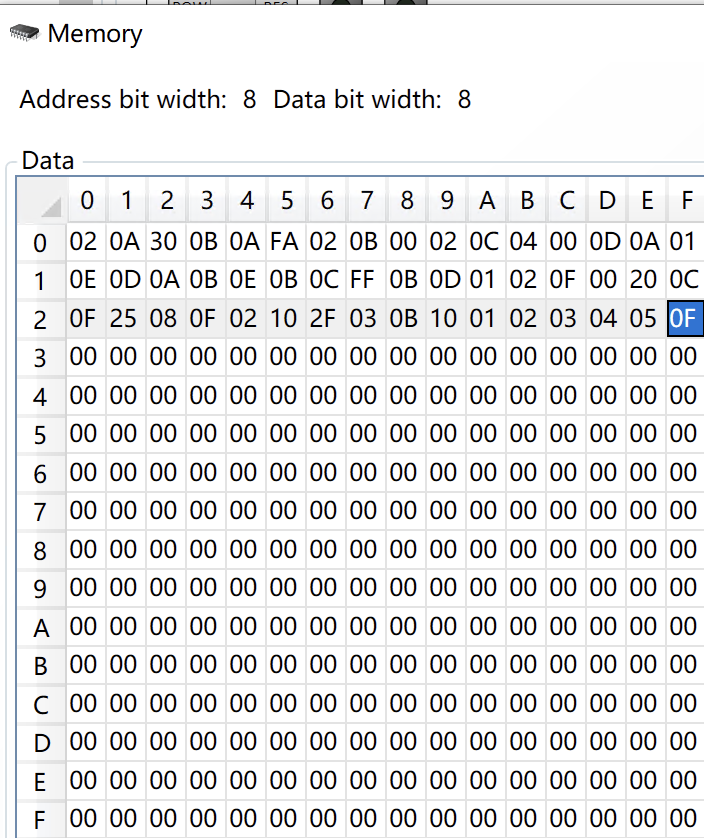 Memory
Address bit width: 8 Data bit width: 8
Data
0 1 2 3 4 5 6 7 8 9 A B C D E F
0 02 0A 30 0B 0A FA 02 0B 00 02 0C 04 00 0D 0A 01
1 0E 0D 0A 0B 0E 0B 0C FF 0B 0D 01 02 0F 00 20 0C
2 0F 25 08 0F 02 10 2F 03 0B 10 01 02 03 04 05 0F
3 00 00 00 00 00 00 00 00 00 00 00 00 00 00 00 00
4 00 00 00 00 00 00 00 00 00 00 00 00 00 00 00 00
5 00 00 00 00 00 00 00 00 00 00 00 00 00 00 00 00
6 00 00 00 00 00 00 00 00 00 00 00 00 00 00 00 00
7 00 00 00 00 00 00 00 00 00 00 00 00 00 00 00 00
8 00 00 00 00 00 00 00 00 00 00 00 00 00 00 00 00
9 00 00 00 00 00 00 00 00 00 00 00 00 00 00 00 00
A 00 00 00 00 00 00 00 00 00 00 00 00 00 00 00 00
B 00 00 00 00 00 00 00 00 00 00 00 00 00 00 00 00
C 00 00 00 00 00 00 00 00 00 00 00 00 00 00 00 00
D 00 00 00 00 00 00 00 00 00 00 00 00 00 00 00 00
E 00 00 00 00 00 00 00 00 00 00 00 00 00 00 00 00
F 00 00 00 00 00 00 00 00 00 00 00 00 00 00 00 00